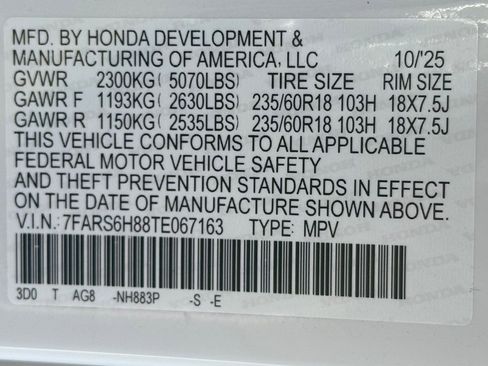 MFD. BY HONDA DEVELOPMENT &
MANUFACTURING OF AMERICA, LLC 10/'25
GVWR 2300KG( 5070LBS) TIRE SIZE RIM SIZE
GAWR F 1193KG( 2630LBS) 235/60R18 103H 18X7.5J
GAWR R 1150KG( 2535LBS) 235/60R18 103H 18X7.5J
THIS VEHICLE CONFORMS TO ALL APPLICABLE
FEDERAL MOTOR VEHICLE SAFETY
AND THEFT PREVENTION STANDARDS IN EFFECT
ON THE DATE OF MANUFACTURE SHOWN ABOVE.
V.I.N.: 7FARS6H88TE067163 TYPE: MPV
3D0 T AG8 -NH883P -S -E